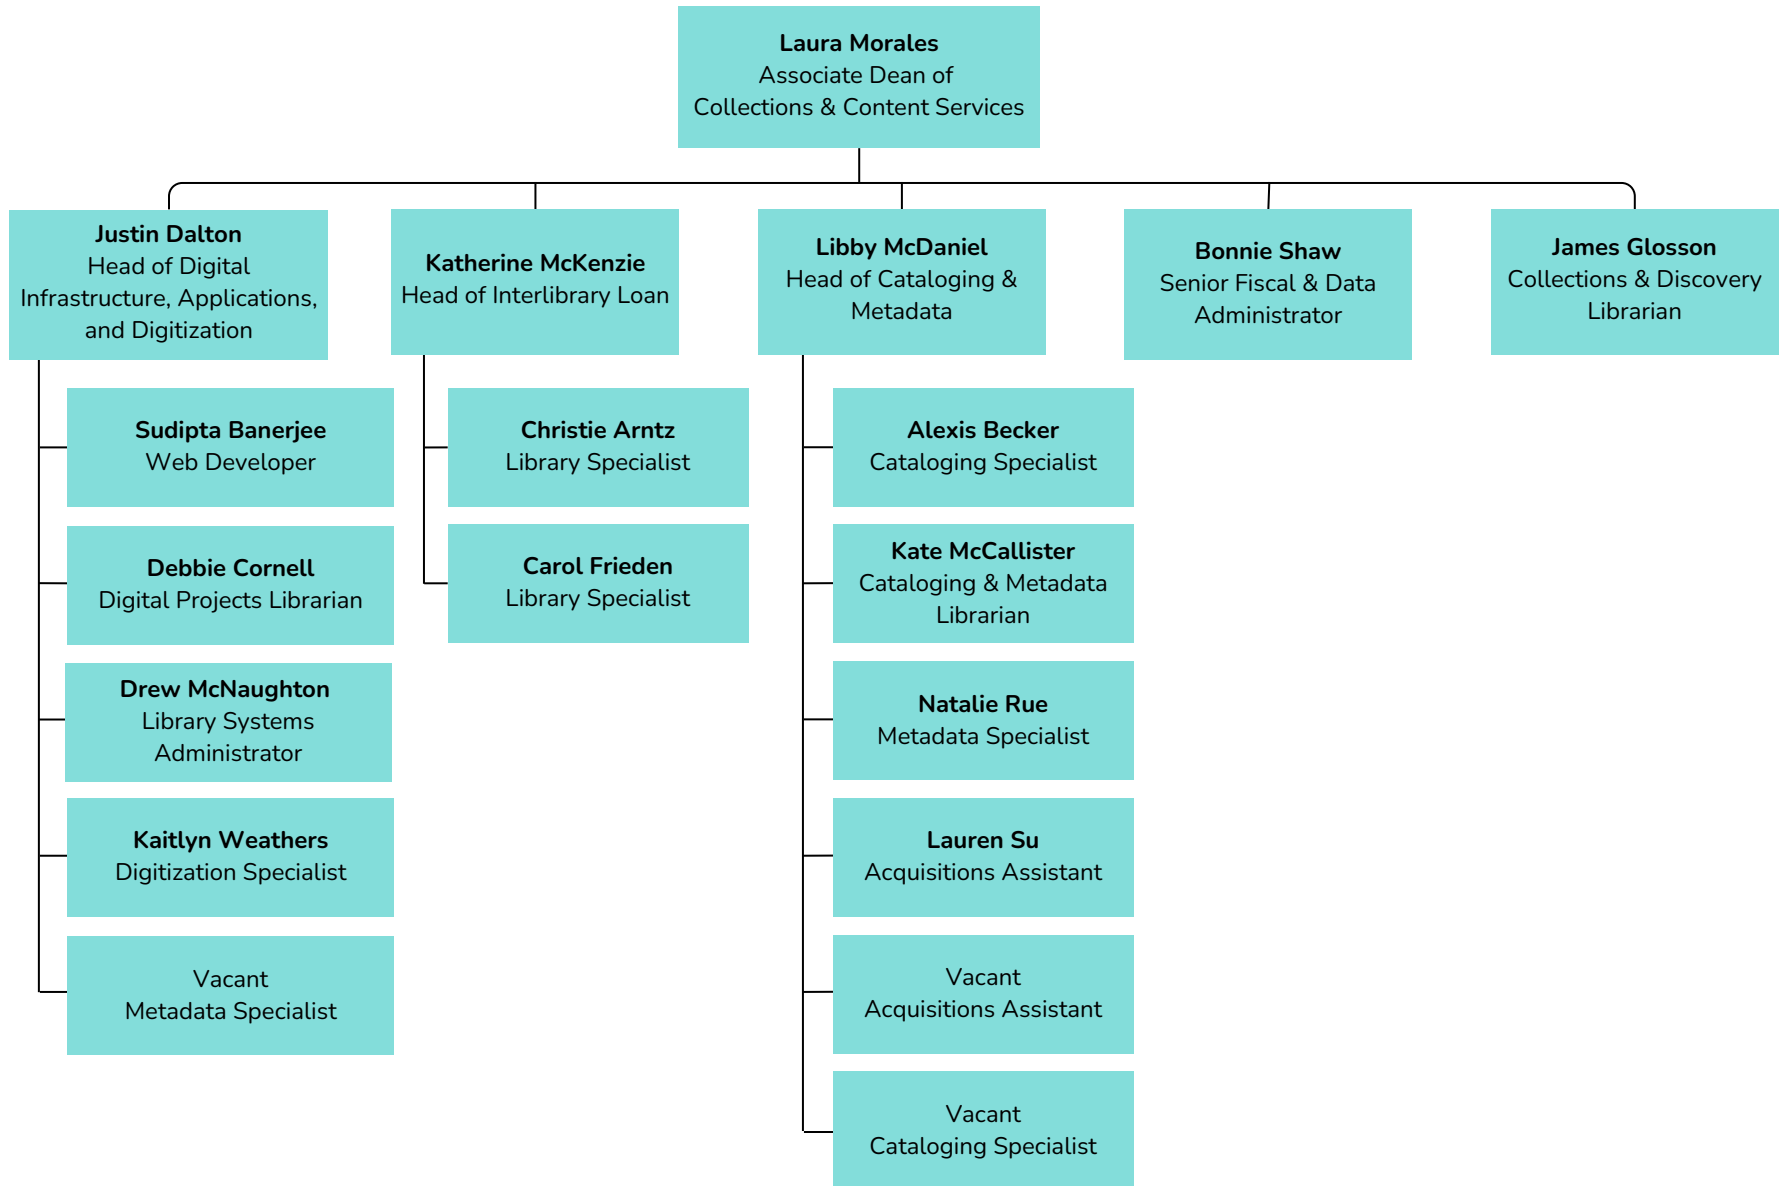 Laura Morales
Associate Dean of
Collections & Content Services
Justin Dalton
Head of Digital
Infrastructure, Applications,
and Digitization
Katherine McKenzie
Head of Interlibrary Loan
Libby McDaniel
Head of Cataloging &
Metadata
Bonnie Shaw
Senior Fiscal & Data
Administrator
James Glosson
Collections & Discovery
Librarian
Sudipta Banerjee
Web Developer
Debbie Cornell
Digital Projects Librarian
Drew McNaughton
Library Systems
Administrator
Kaitlyn Weathers
Digitization Specialist
Vacant
Metadata Specialist
Christie Arntz
Library Specialist
Carol Frieden
Library Specialist
Alexis Becker
Cataloging Specialist
Kate McCallister
Cataloging & Metadata
Librarian
Natalie Rue
Metadata Specialist
Lauren Su
Acquisitions Assistant
Vacant
Acquisitions Assistant
Vacant
Cataloging Specialist